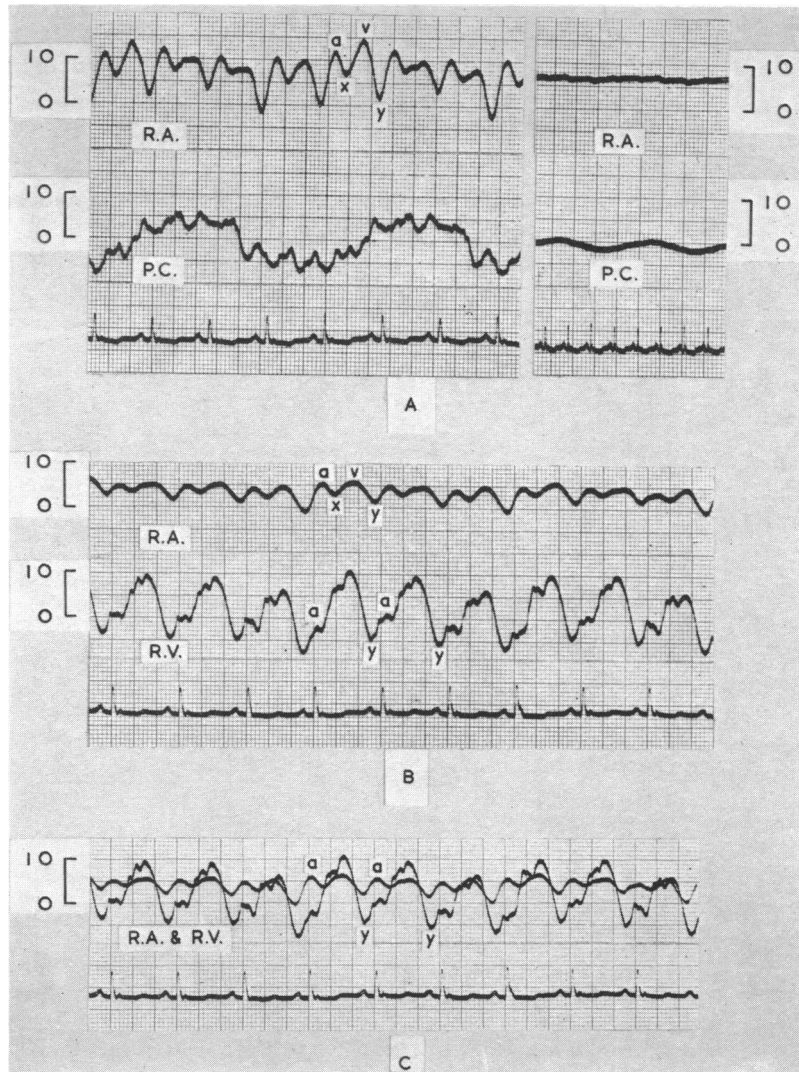 a v
10 10
x
0 y 0
R.A. R.A.
10 10
0 0
P.C. P.C.
A
10 a v
0 x y
R.A.
10
0 a a
R.V. y y
B
10 a a
0
R.A. & R.V. y y
C